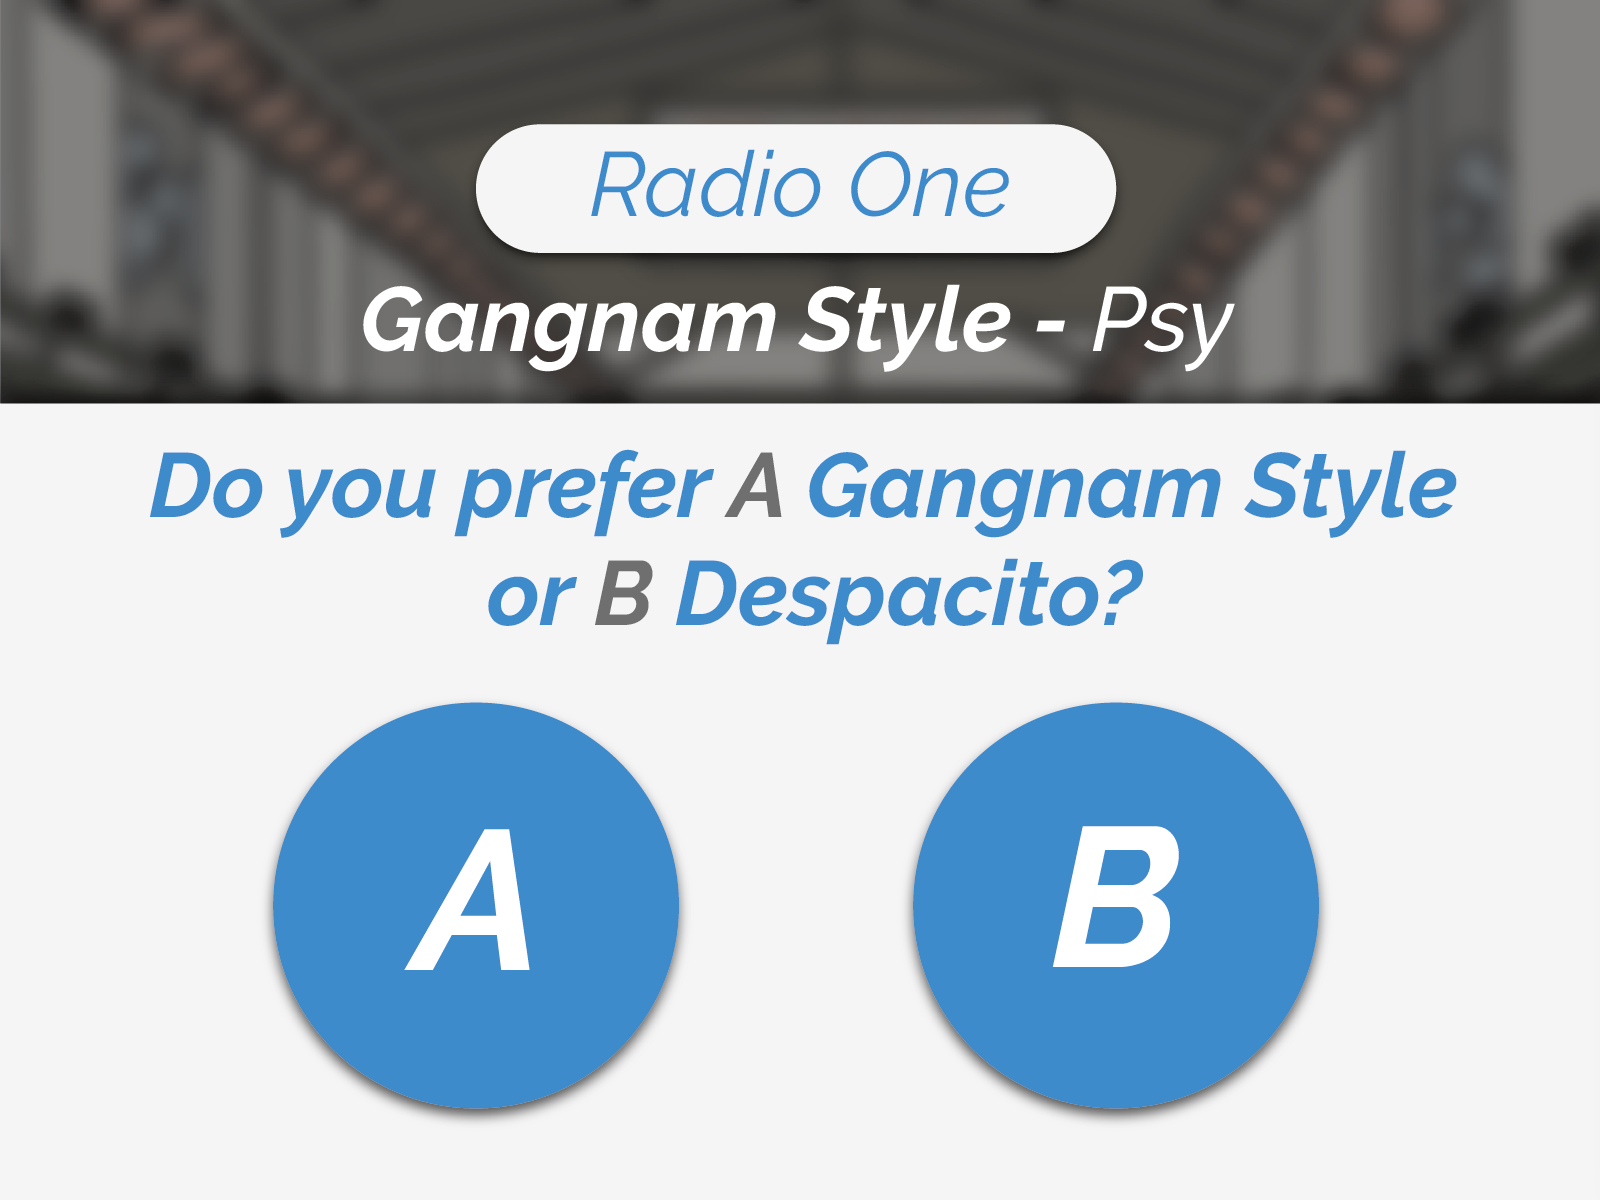 Radio One
Gangnam Style - Psy
Do you prefer A Gangnam Style
or B Despacito?
A
B